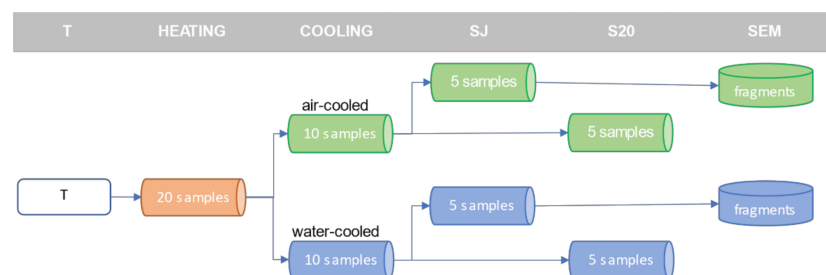 T HEATING COOLING SJ S20 SEM
5 samples
fragments
air-cooled
10 samples
5 samples
T
20 samples
5 samples
fragments
water-cooled
10 samples
5 samples